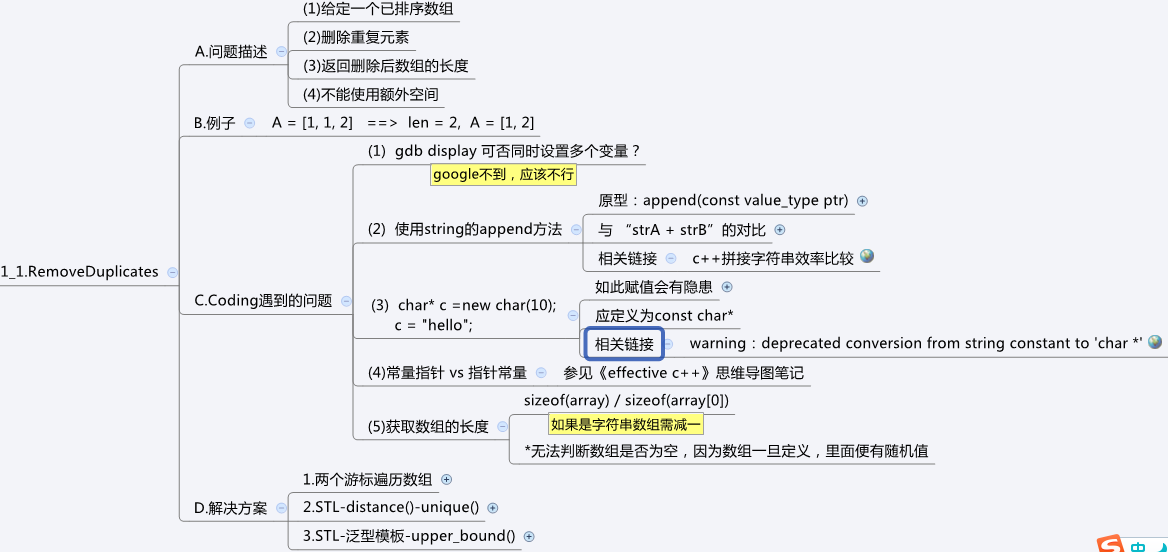 (1)给定一个已排序数组
(2)删除重复元素
A.问题描述
(3)返回删除后数组的长度
(4)不能使用额外空间
B.例子 A = [1, 1, 2] ==> len = 2, A = [1, 2]
(1) gdb display 可否同时设置多个变量？
google不到，应该不行
原型：append(const value_type ptr)
(2) 使用string的append方法
与 “strA + strB” 的对比
相关链接 c++拼接字符串效率比较
1_1.RemoveDuplicates
C.Coding遇到的问题
如此赋值会有隐患
(3) char* c =new char(10);
c = "hello";
应定义为const char*
相关链接 warning：deprecated conversion from string constant to 'char *'
(4)常量指针 vs 指针常量 参见《effective c++》思维导图笔记
sizeof(array) / sizeof(array[0])
如果是字符串数组需减一
(5)获取数组的长度
*无法判断数组是否为空，因为数组一旦定义，里面便有随机值
1.两个游标遍历数组
D.解决方案
2.STL-distance()-unique()
3.STL-泛型模板-upper_bound()
中